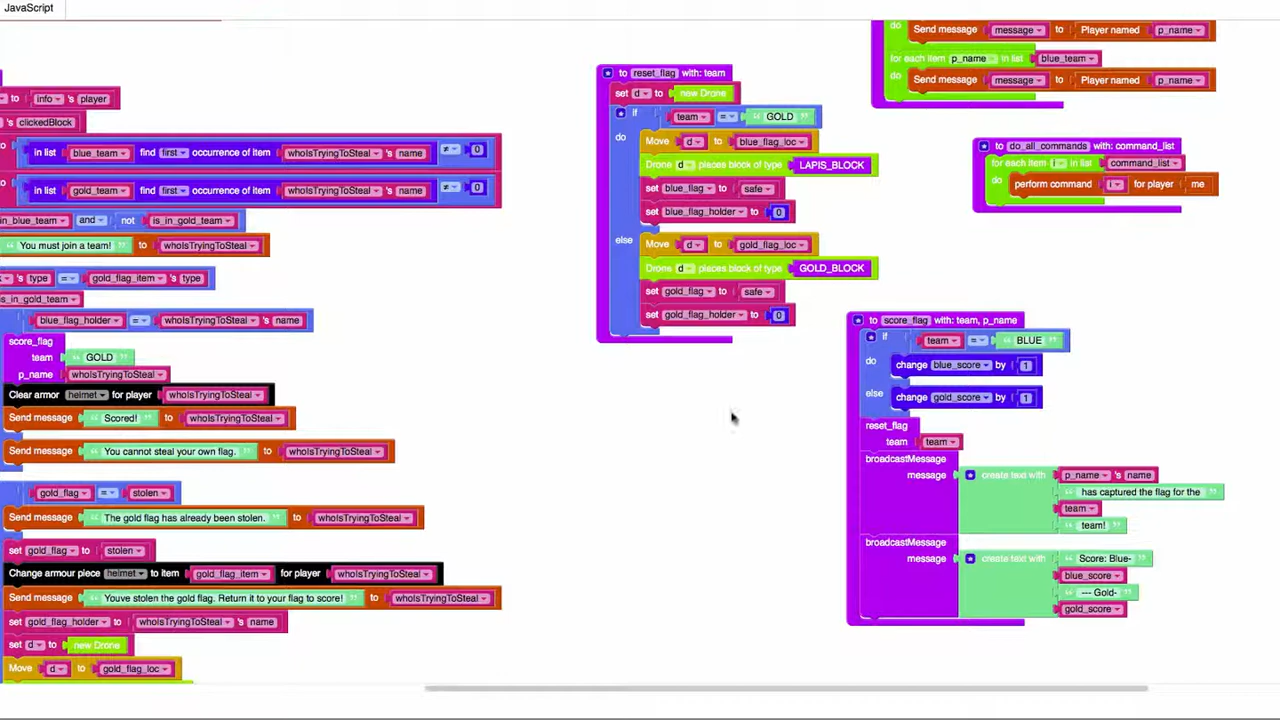 JavaScript
do Send message message to Player named p_name
for each item p_name in list blue_team
do Send message message to Player named p_name
to info 's player
's clickedBlock
to in list blue_team find first occurrence of item whoIsTryingToSteal 's name ≠ 0
to in list gold_team find first occurrence of item whoIsTryingToSteal 's name ≠ 0
in_blue_team and not is_in_gold_team
“ You must join a team! ” to whoIsTryingToSteal
's type = gold_flag_item 's type
is_in_gold_team
blue_flag_holder = whoIsTryingToSteal 's name
score_flag
team “ GOLD ”
p_name whoIsTryingToSteal
Clear armor helmet for player whoIsTryingToSteal
Send message “ Scored! ” to whoIsTryingToSteal
Send message “ You cannot steal your own flag. ” to whoIsTryingToSteal
gold_flag = stolen
Send message “ The gold flag has already been stolen. ” to whoIsTryingToSteal
set gold_flag to stolen
Change armour piece helmet to item gold_flag_item for player whoIsTryingToSteal
Send message “ Youve stolen the gold flag. Return it to your flag to score! ” to whoIsTryingToSteal
set gold_flag_holder to whoIsTryingToSteal 's name
set d to new Drone
Move d to gold_flag_loc
to reset_flag with: team
set d to new Drone
if team = “ GOLD ”
do Move d to blue_flag_loc
Drone d places block of type LAPIS_BLOCK
set blue_flag to safe
set blue_flag_holder to 0
else Move d to gold_flag_loc
Drone d places block of type GOLD_BLOCK
set gold_flag to safe
set gold_flag_holder to 0
to do_all_commands with: command_list
for each item i in list command_list
do perform command i for player me
to score_flag with: team, p_name
if team = “ BLUE ”
do change blue_score by 1
else change gold_score by 1
reset_flag
team team
broadcastMessage
message create text with p_name 's name
“ has captured the flag for the ”
team
“ team! ”
broadcastMessage
message create text with “ Score: Blue- ”
blue_score
“ --- Gold- ”
gold_score